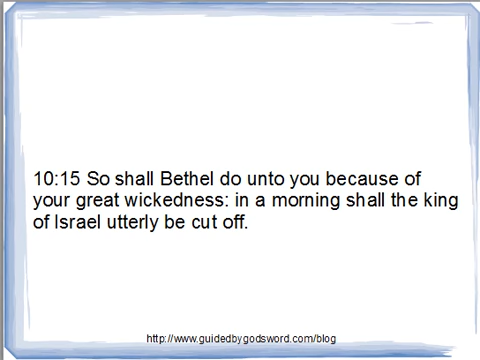 10:15 So shall Bethel do unto you because of
your great wickedness: in a morning shall the king
of Israel utterly be cut off.
http://www.guidedbygodsword.com/blog